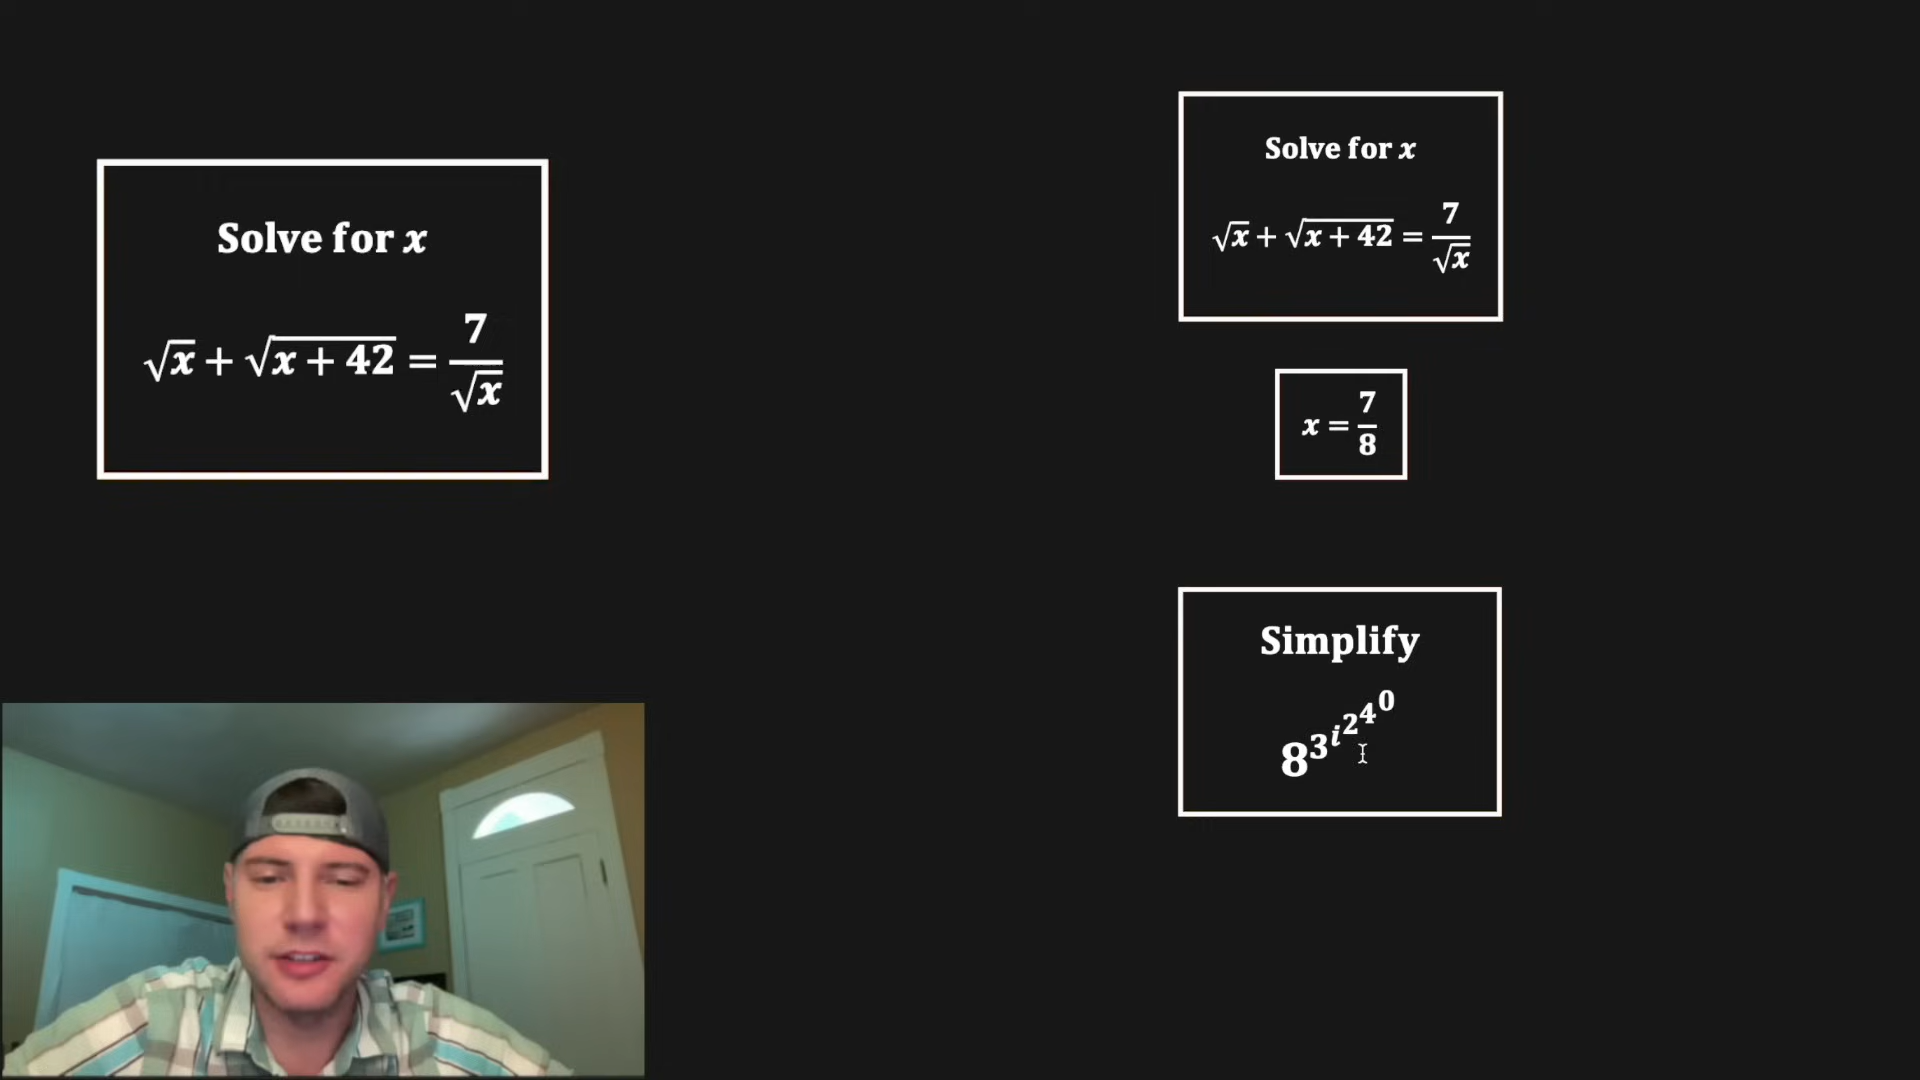 Solve for x
√x + √(x + 42) = 7/√x
Solve for x
√x + √(x + 42) = 7/√x
x = 7/8
Simplify
8^3^i^2^4^0